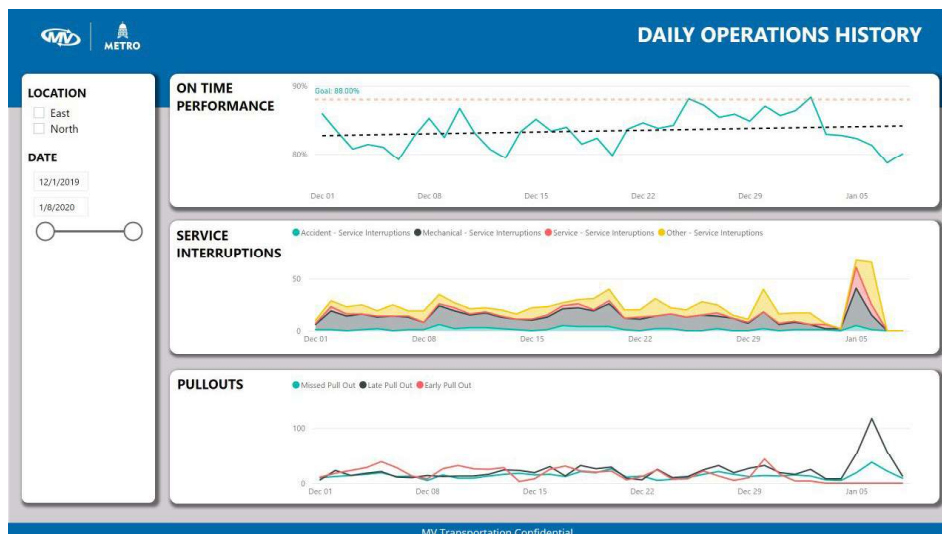 MV
METRO
DAILY OPERATIONS HISTORY
LOCATION
East
North
DATE
12/1/2019
1/8/2020
ON TIME
PERFORMANCE
90%
Goal: 88.00%
80%
Dec 01 Dec 08 Dec 15 Dec 22 Dec 29 Jan 05
SERVICE
INTERRUPTIONS
Accident - Service Interruptions Mechanical - Service Interruptions Service - Service Interruptions Other - Service Interruptions
50
0
Dec 01 Dec 08 Dec 15 Dec 22 Dec 29 Jan 05
PULLOUTS
Missed Pull Out Late Pull Out Early Pull Out
100
0
Dec 01 Dec 08 Dec 15 Dec 22 Dec 29 Jan 05
MV Transportation Confidential